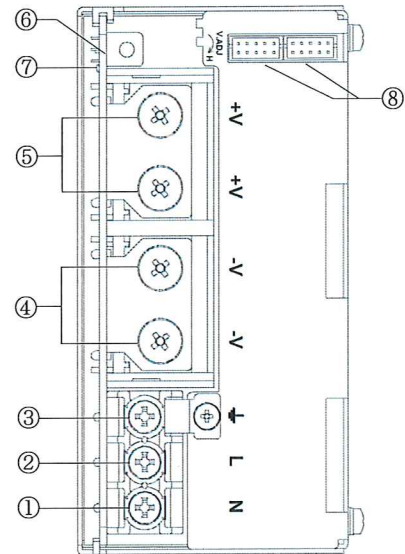 ⑥
V.ADJ
H
⑦
⑧
+V
⑤
+V
-V
④
-V
③
②
L
①
N